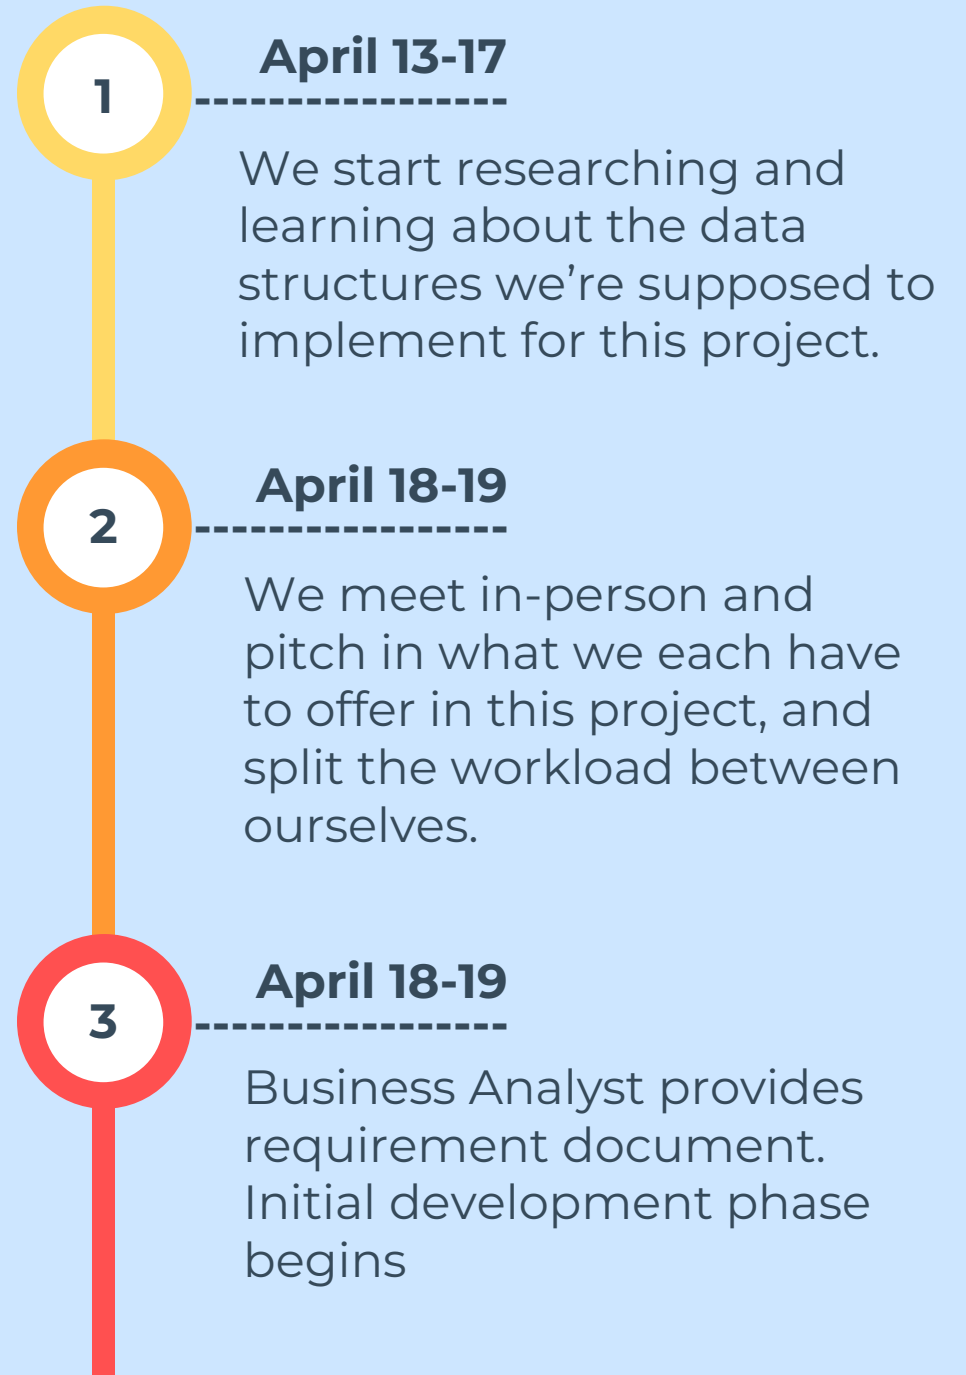 1
April 13-17
-----------------
We start researching and
learning about the data
structures we’re supposed to
implement for this project.
2
April 18-19
-----------------
We meet in-person and
pitch in what we each have
to offer in this project, and
split the workload between
ourselves.
3
April 18-19
-----------------
Business Analyst provides
requirement document.
Initial development phase
begins